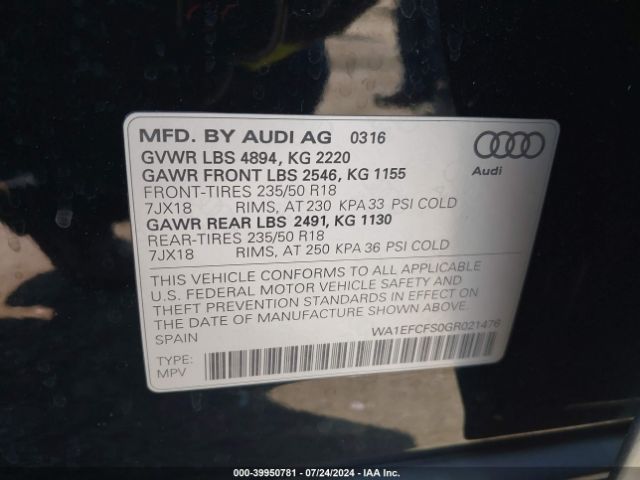 MFD. BY AUDI AG 0316
GVWR LBS 4894, KG 2220
GAWR FRONT LBS 2546, KG 1155
FRONT-TIRES 235/50 R18
7JX18 RIMS, AT 230 KPA 33 PSI COLD
GAWR REAR LBS 2491, KG 1130
REAR-TIRES 235/50 R18
7JX18 RIMS, AT 250 KPA 36 PSI COLD
Audi
THIS VEHICLE CONFORMS TO ALL APPLICABLE
U.S. FEDERAL MOTOR VEHICLE SAFETY AND
THEFT PREVENTION STANDARDS IN EFFECT ON
THE DATE OF MANUFACTURE SHOWN ABOVE.
SPAIN
WA1EFCFS0GR021476
TYPE:
MPV
000-39950781 - 07/24/2024 - IAAI.COM